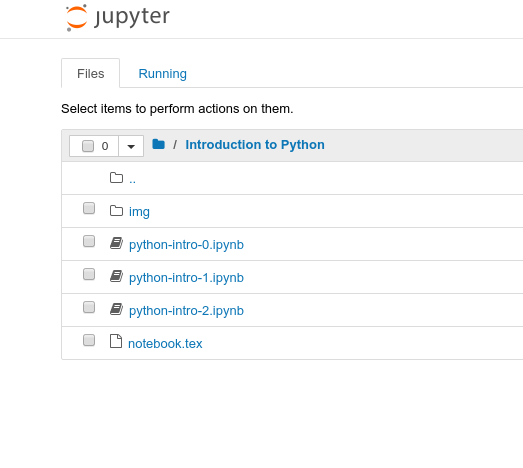 jupyter
Files Running
Select items to perform actions on them.
0 / Introduction to Python
..
img
python-intro-0.ipynb
python-intro-1.ipynb
python-intro-2.ipynb
notebook.tex